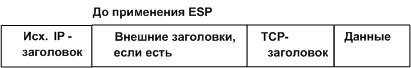 До применения ESP
Исх. IP -
заголовок
Внешние заголовки,
если есть
TCP-
заголовок
Данные